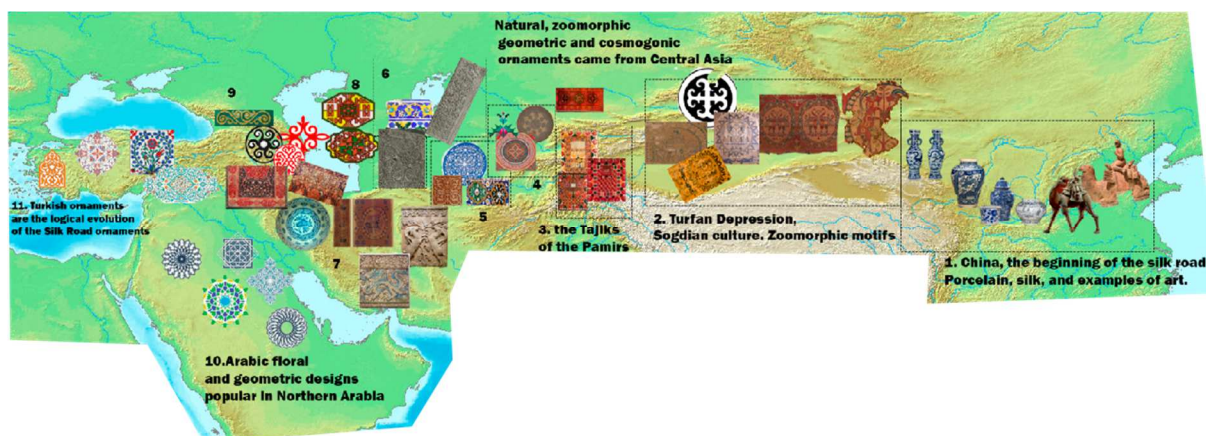 Natural, zoomorphic
geometric and cosmogonic
ornaments came from Central Asia
9
8
6
11. Turkish ornaments
are the logical evolution
of the Silk Road ornaments
7
5
4
3. the Tajiks
of the Pamirs
2. Turfan Depression,
Sogdian culture. Zoomorphic motifs
1. China, the beginning of the silk road
Porcelain, silk, and examples of art.
10.Arabic floral
and geometric designs
popular in Northern Arabia